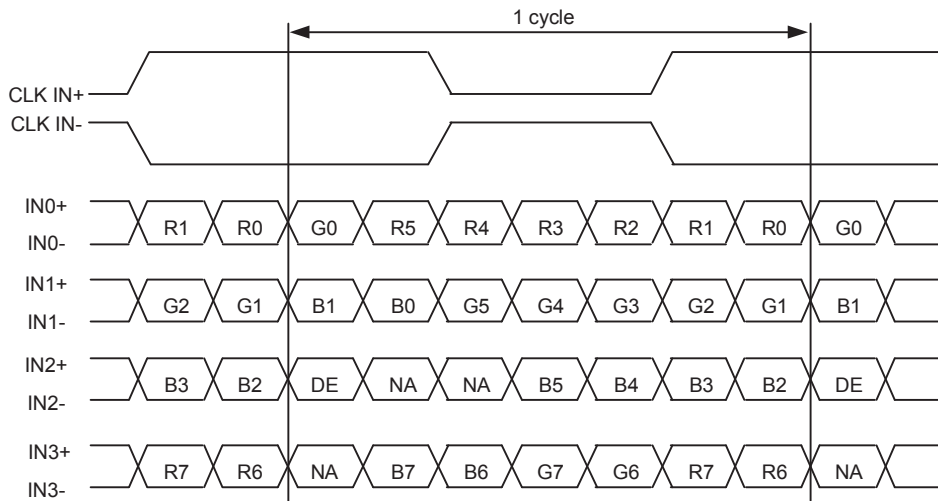 1 cycle
CLK IN+
CLK IN-
IN0+
R1 R0 G0 R5 R4 R3 R2 R1 R0 G0
IN0-
IN1+
G2 G1 B1 B0 G5 G4 G3 G2 G1 B1
IN1-
IN2+
B3 B2 DE NA NA B5 B4 B3 B2 DE
IN2-
IN3+
R7 R6 NA B7 B6 G7 G6 R7 R6 NA
IN3-